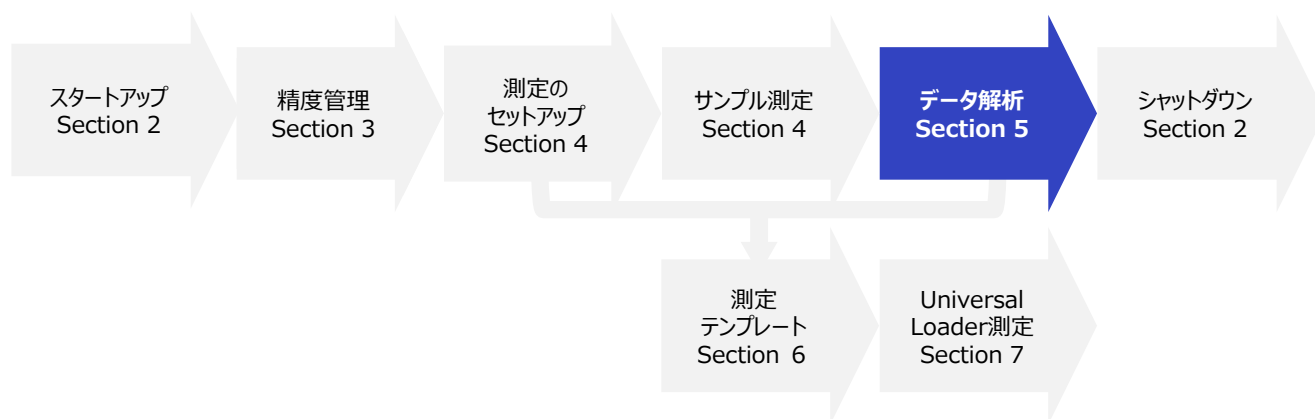 スタートアップ
Section 2
精度管理
Section 3
測定の
セットアップ
Section 4
サンプル測定
Section 4
データ解析
Section 5
シャットダウン
Section 2
測定
テンプレート
Section 6
Universal
Loader測定
Section 7